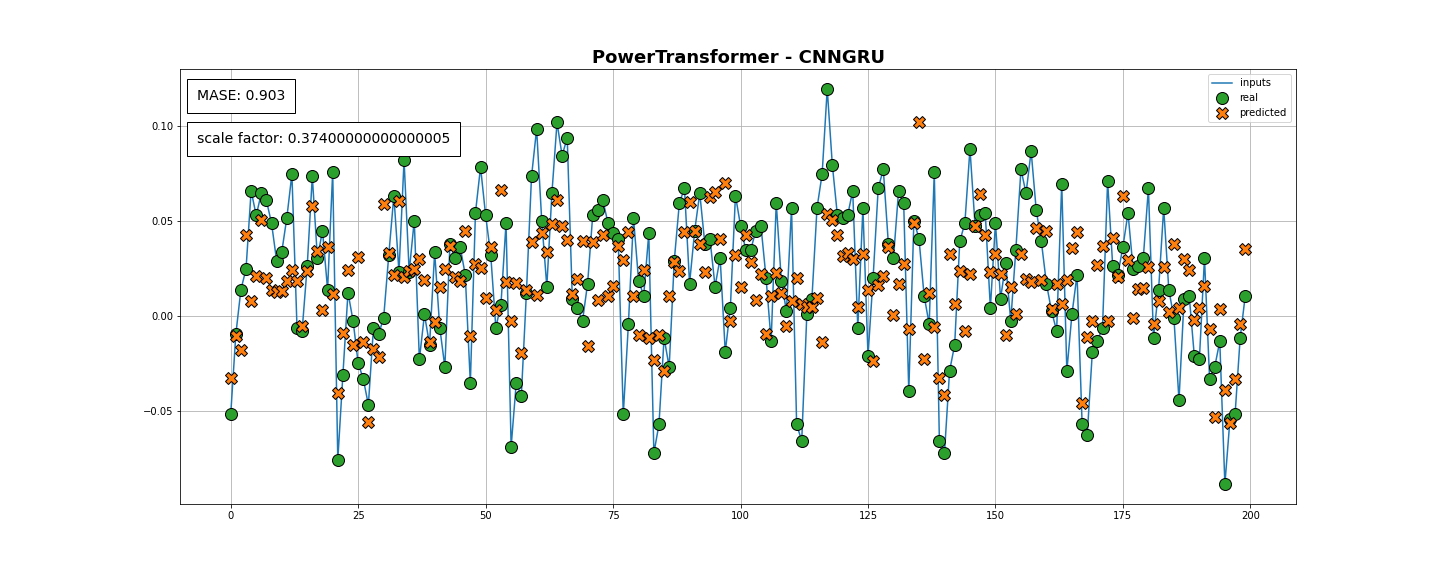 PowerTransformer - CNNGRU
MASE: 0.903
scale factor: 0.37400000000000005
inputs
real
predicted
0.10
0.05
0.00
−0.05
0 25 50 75 100 125 150 175 200